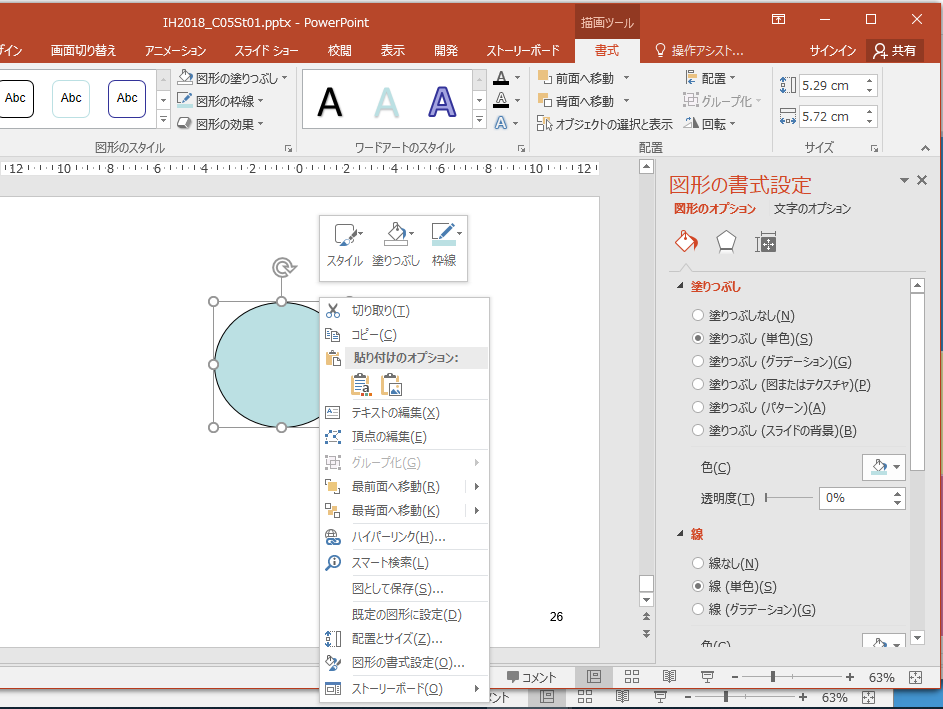 IH2018_C05St01.pptx - PowerPoint
描画ツール
ザイン 画面切り替え アニメーション スライド ショー 校閲 表示 開発 ストーリーボード 書式 操作アシスト... サインイン 共有
Abc Abc Abc
図形の塗りつぶし
図形の枠線
図形の効果
図形のスタイル
A A A
A
A
A
ワードアートのスタイル
前面へ移動
背面へ移動
オブジェクトの選択と表示
配置
グループ化
回転
配置
5.29 cm
5.72 cm
サイズ
12 10 8 6 4 2 0 2 4 6 8 10 12
スタイル 塗りつぶし 枠線
切り取り(T)
コピー(C)
貼り付けのオプション:
テキストの編集(X)
頂点の編集(E)
グループ化(G)
最前面へ移動(R)
最背面へ移動(K)
ハイパーリンク(H)...
スマート検索(L)
図として保存(S)...
既定の図形に設定(D)
配置とサイズ(Z)...
図形の書式設定(O)...
ストーリーボード(O)
26
図形の書式設定
図形のオプション 文字のオプション
塗りつぶし
塗りつぶしなし(N)
塗りつぶし (単色)(S)
塗りつぶし (グラデーション)(G)
塗りつぶし (図またはテクスチャ)(P)
塗りつぶし (パターン)(A)
塗りつぶし (スライドの背景)(B)
色(C)
透明度(T) 0%
線
線なし(N)
線 (単色)(S)
線 (グラデーション)(G)
色(C)
コメント 63%
ント 63%